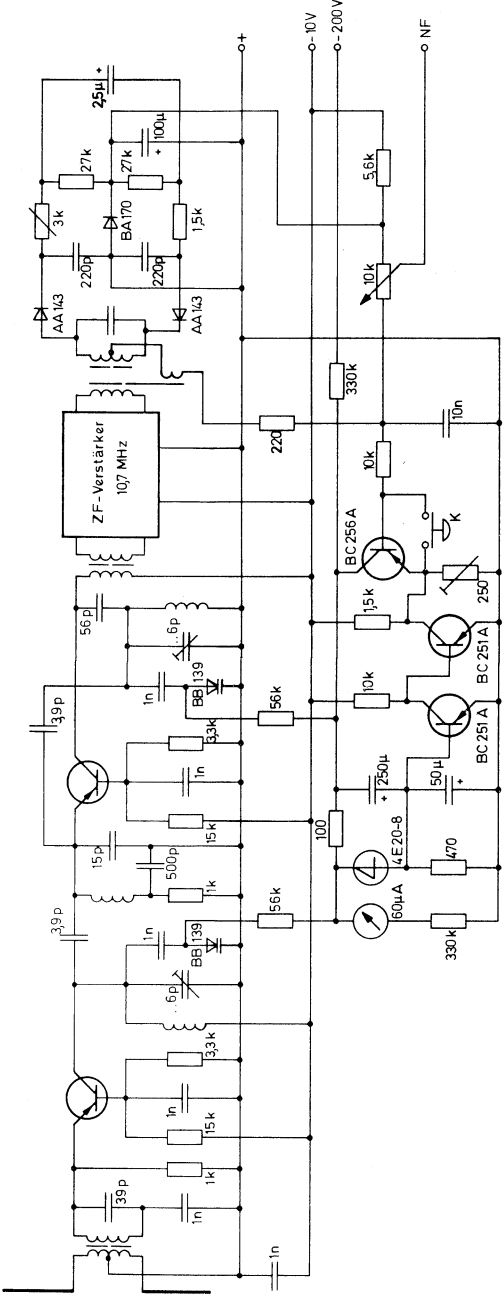 2,5µ +
3k
27k
3,9p
3,9p
AA143
220p
ZF-Verstärker
10,7 MHz
56p
15p
39p
BA170
27k
100µ
+
220p
1,5k
AA143
500p
1n
..6p
BB139
1n
..6p
BB139
1k
1n
15k
1n
3,3k
1k
15k
1n
3,3k
1n
+
56k
56k
220
-10V
330k
-200V
100
250µ
+
10k
1,5k
BC256A
10k
10k
5,6k
NF
60µA
4E20-8
50µ
+
K
10n
330k
470
BC251A
BC251A
250